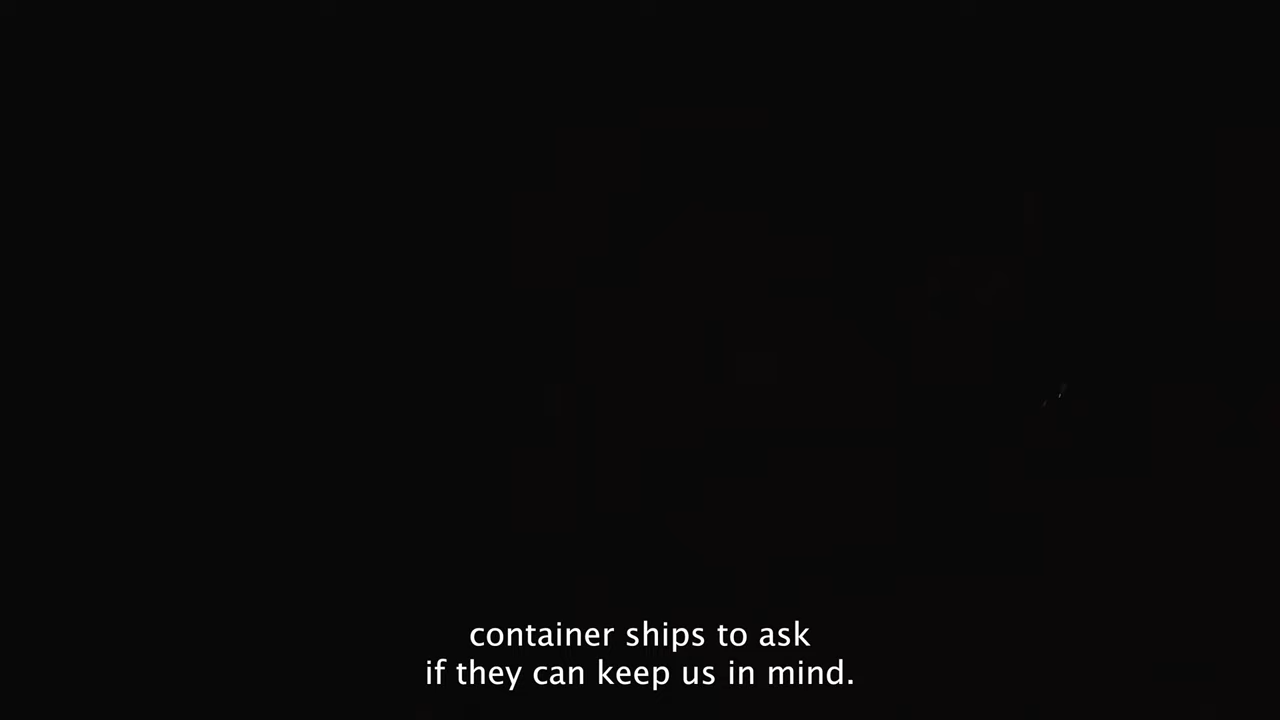 container ships to ask
if they can keep us in mind.